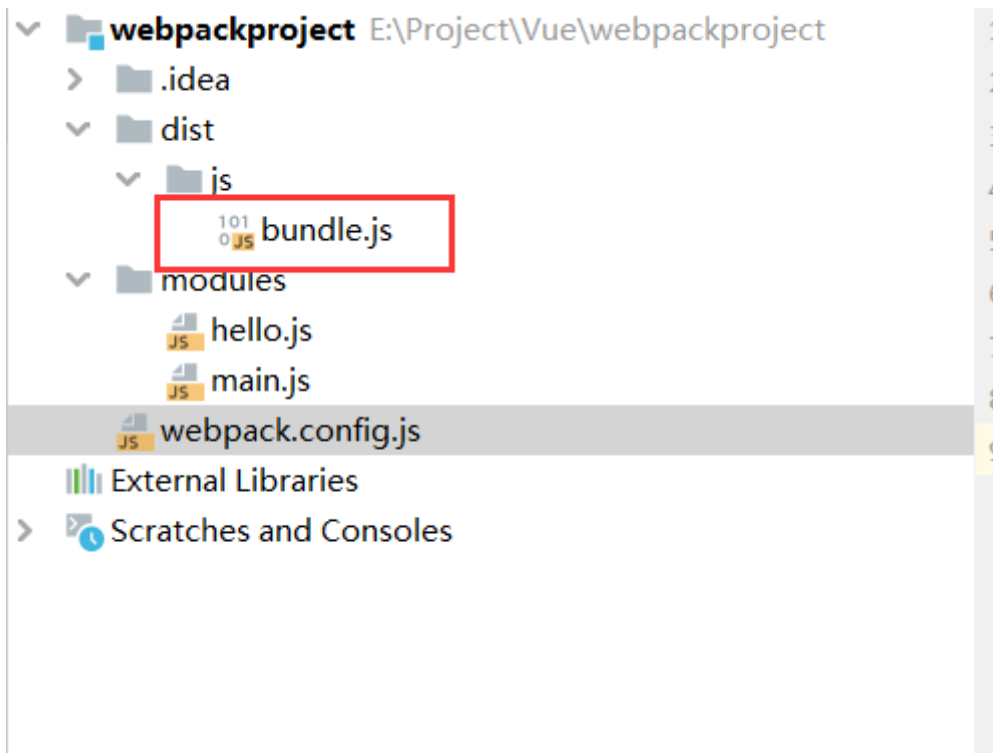 webpackproject E:\Project\Vue\webpackproject
.idea
dist
js
bundle.js
modules
hello.js
main.js
webpack.config.js
External Libraries
Scratches and Consoles